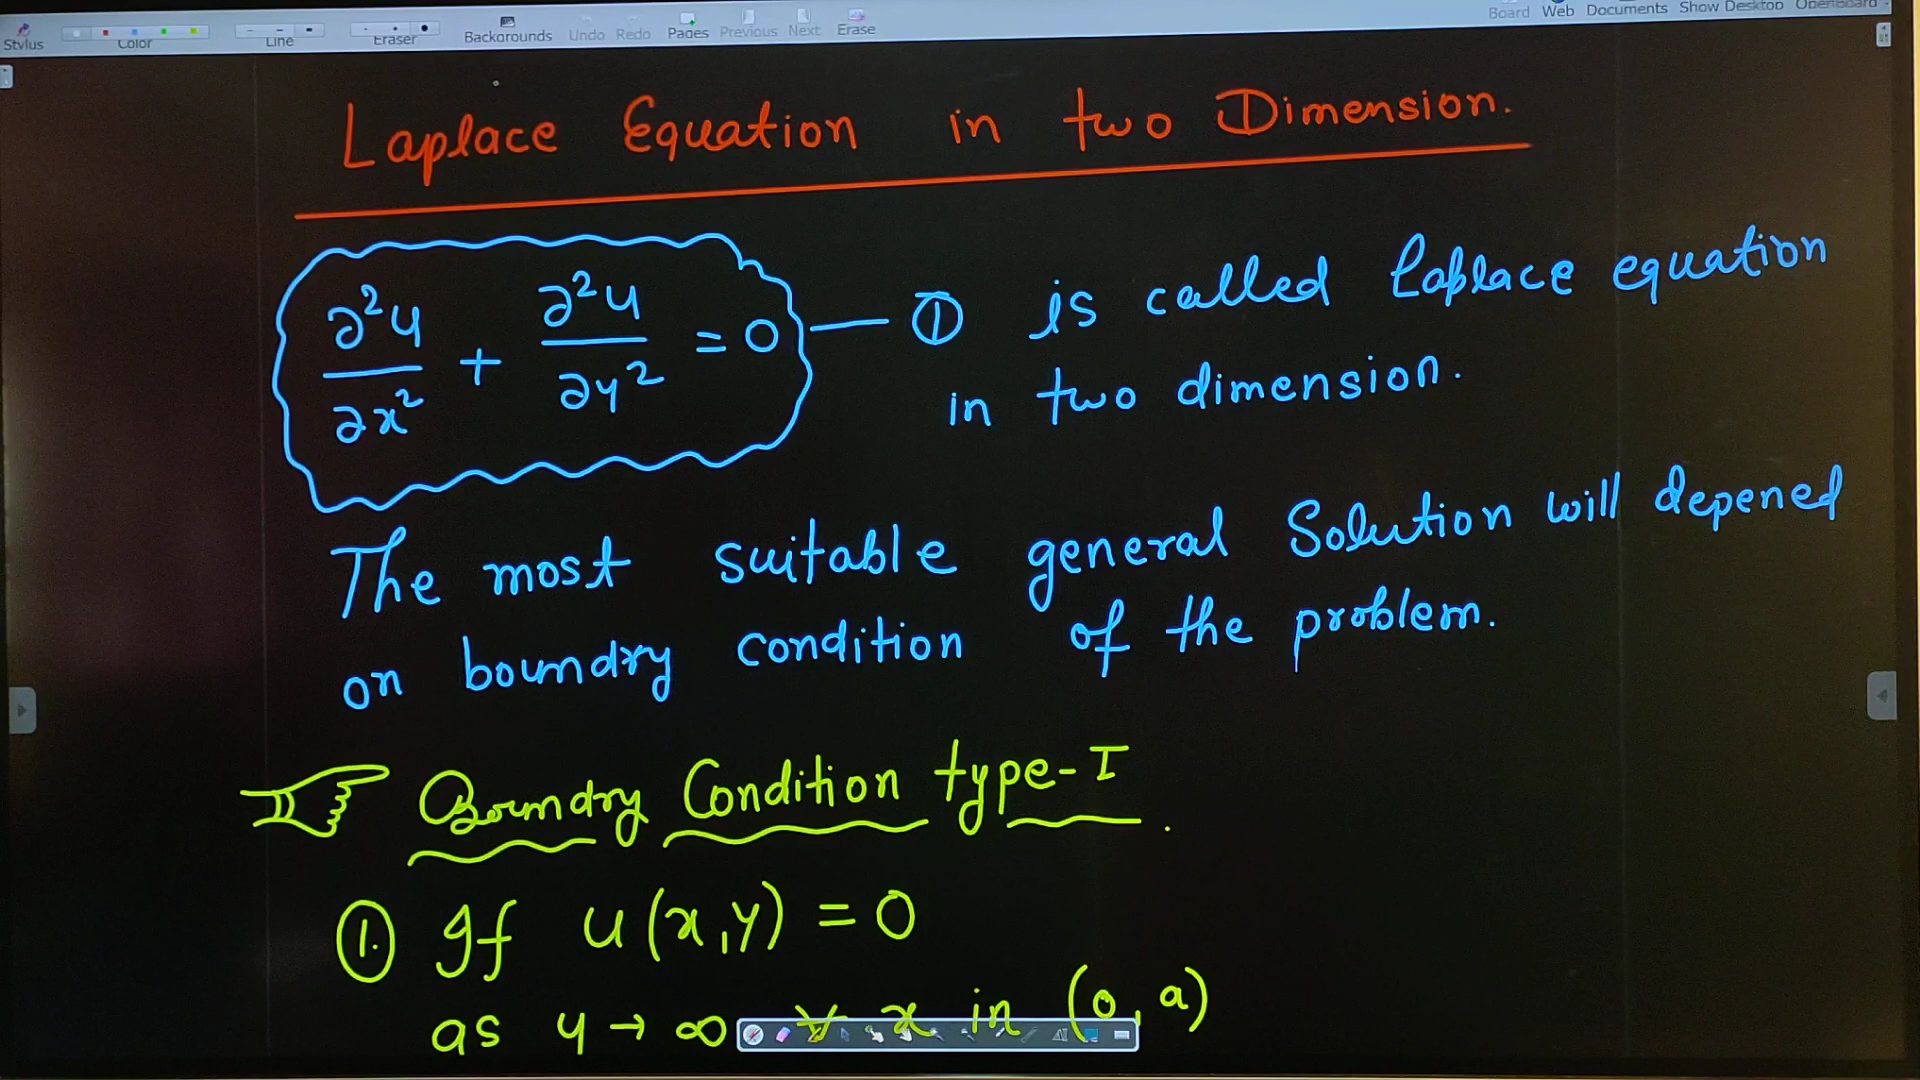 Stylus Color Line Eraser Backgrounds Undo Redo Pages Previous Next Erase Board Web Documents Show Desktop OpenBoard
Laplace Equation in two Dimension.
∂²u/∂x² + ∂²u/∂y² = 0 — ① is called Laplace equation
in two dimension.
The most suitable general Solution will depened
on boundry condition of the problem.
Boundry Condition type-I.
①. If u(x,y) = 0
as y → ∞ ∀ x in (0, a)